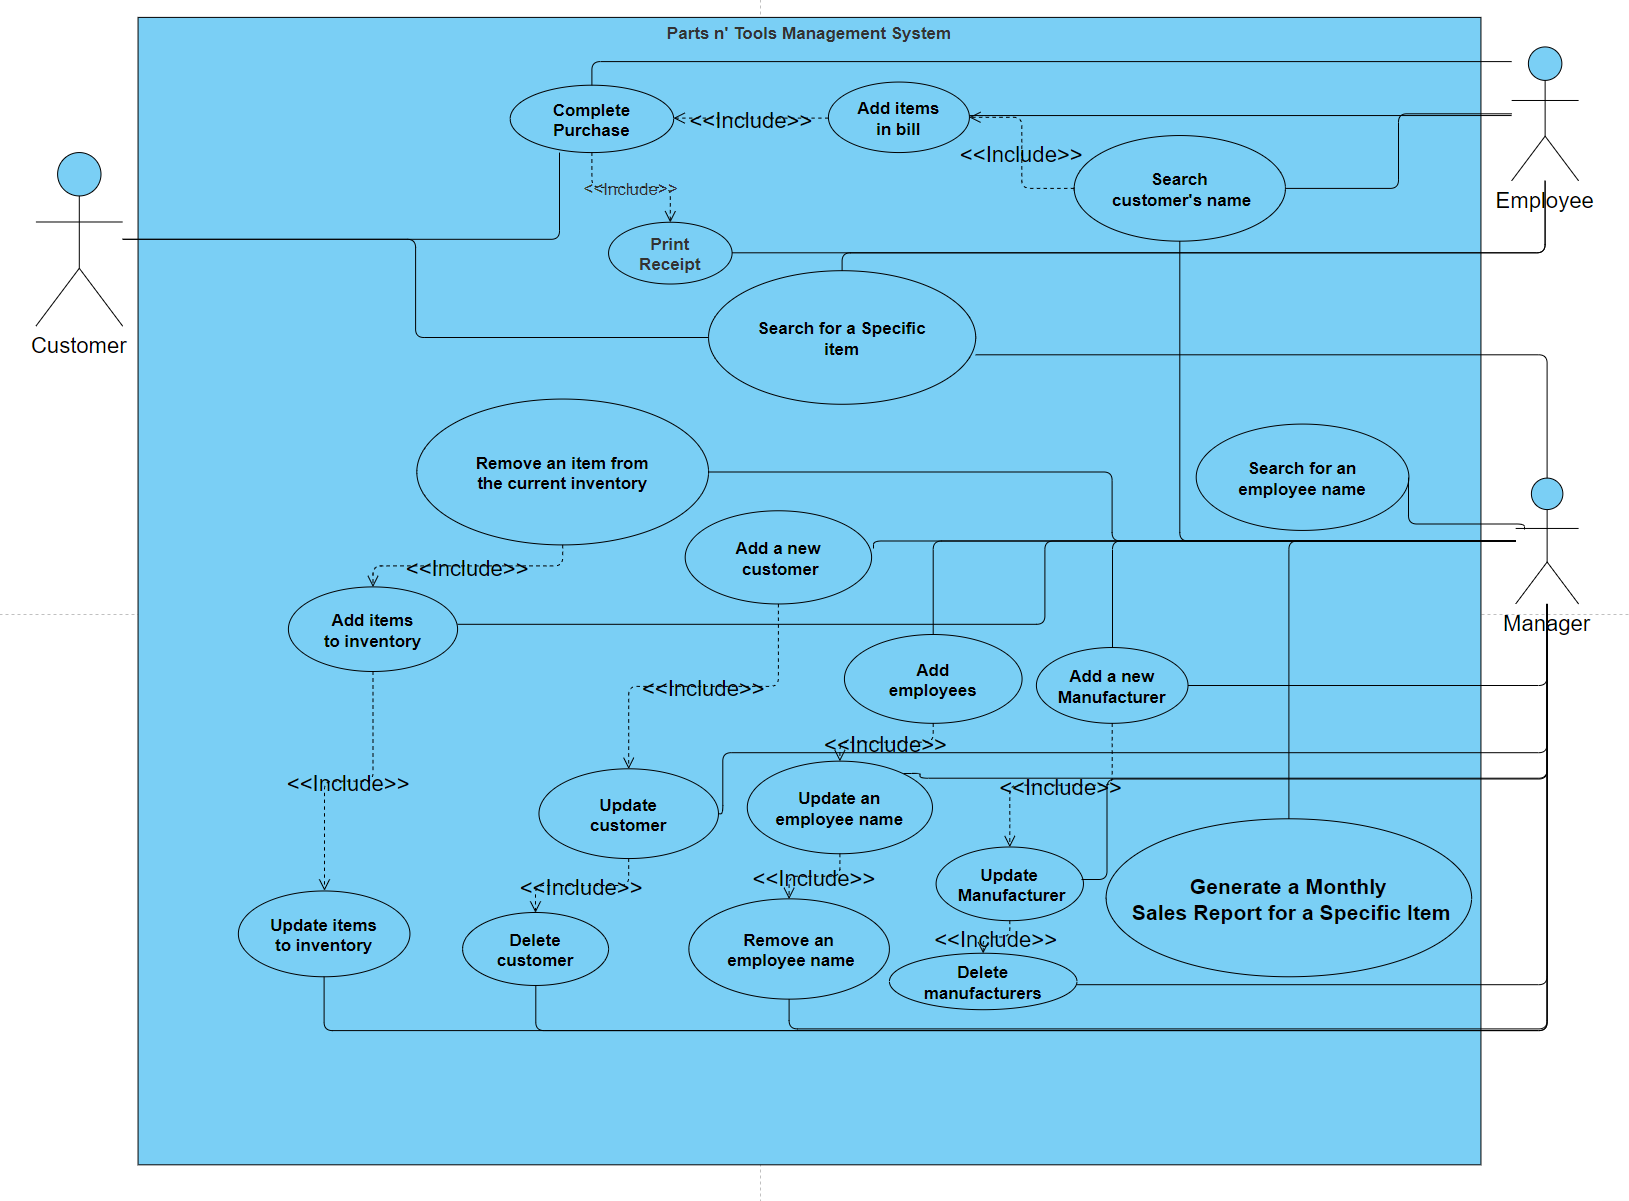 Parts n' Tools Management System
Complete
Purchase
<<Include>>
Add items
in bill
<<Include>>
Search
customer's name
Employee
<<Include>>
Print
Receipt
Customer
Search for a Specific
item
Remove an item from
the current inventory
Search for an
employee name
Add a new
customer
<<Include>>
Add items
to inventory
Manager
<<Include>>
Add
employees
Add a new
Manufacturer
<<Include>>
<<Include>>
<<Include>>
Update
customer
Update an
employee name
Update
Manufacturer
Generate a Monthly
Sales Report for a Specific Item
<<Include>>
<<Include>>
<<Include>>
Update items
to inventory
Delete
customer
Remove an
employee name
Delete
manufacturers